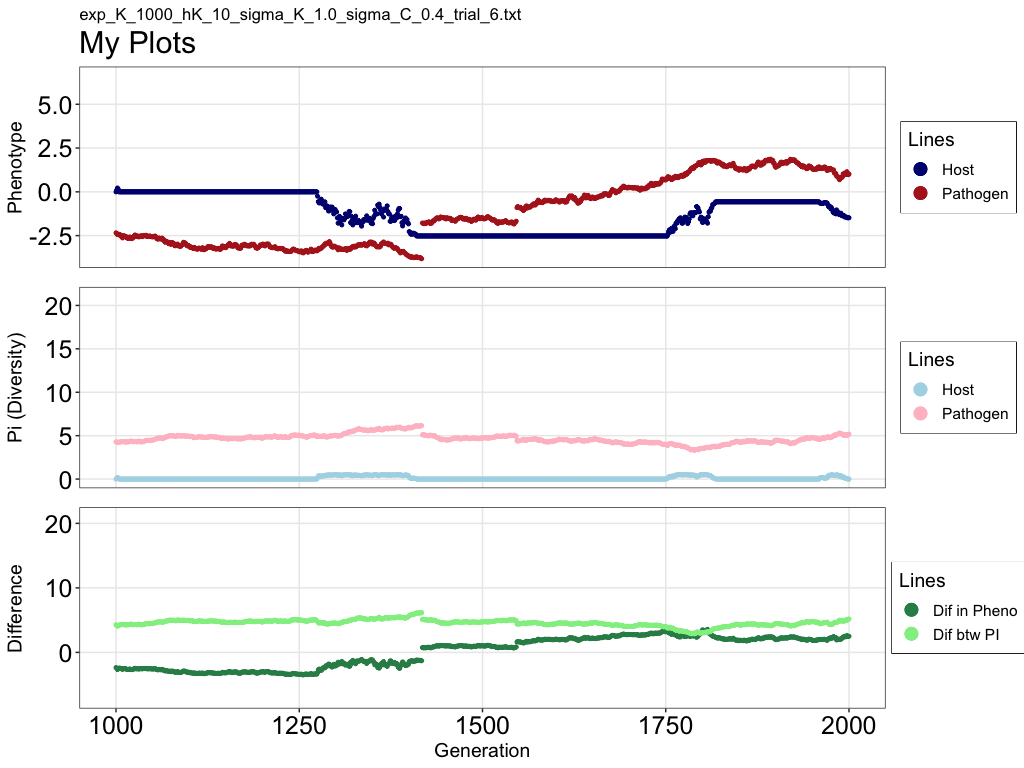 exp_K_1000_hK_10_sigma_K_1.0_sigma_C_0.4_trial_6.txt
My Plots
Phenotype
5.0
2.5
0.0
-2.5
Lines
Host
Pathogen
Pi (Diversity)
20
15
10
5
0
Lines
Host
Pathogen
Difference
20
10
0
Lines
Dif in Pheno
Dif btw PI
1000 1250 1500 1750 2000
Generation